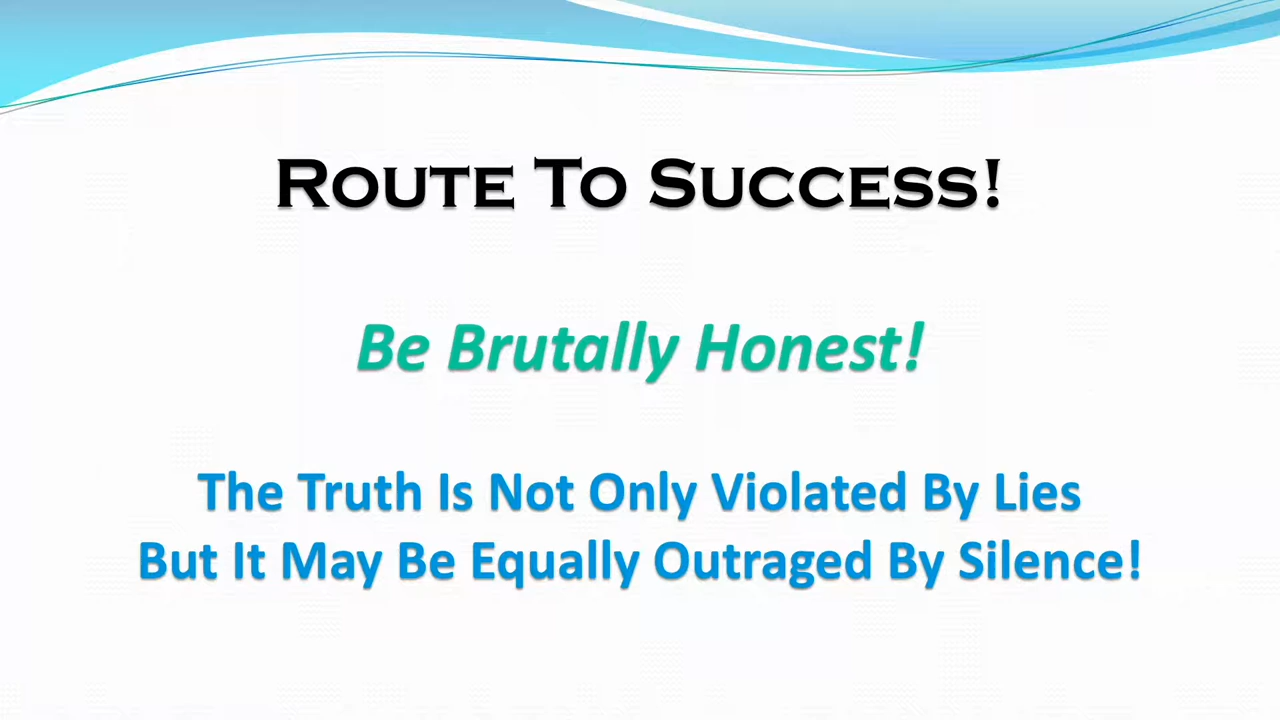 Route To Success!
Be Brutally Honest!
The Truth Is Not Only Violated By Lies
But It May Be Equally Outraged By Silence!